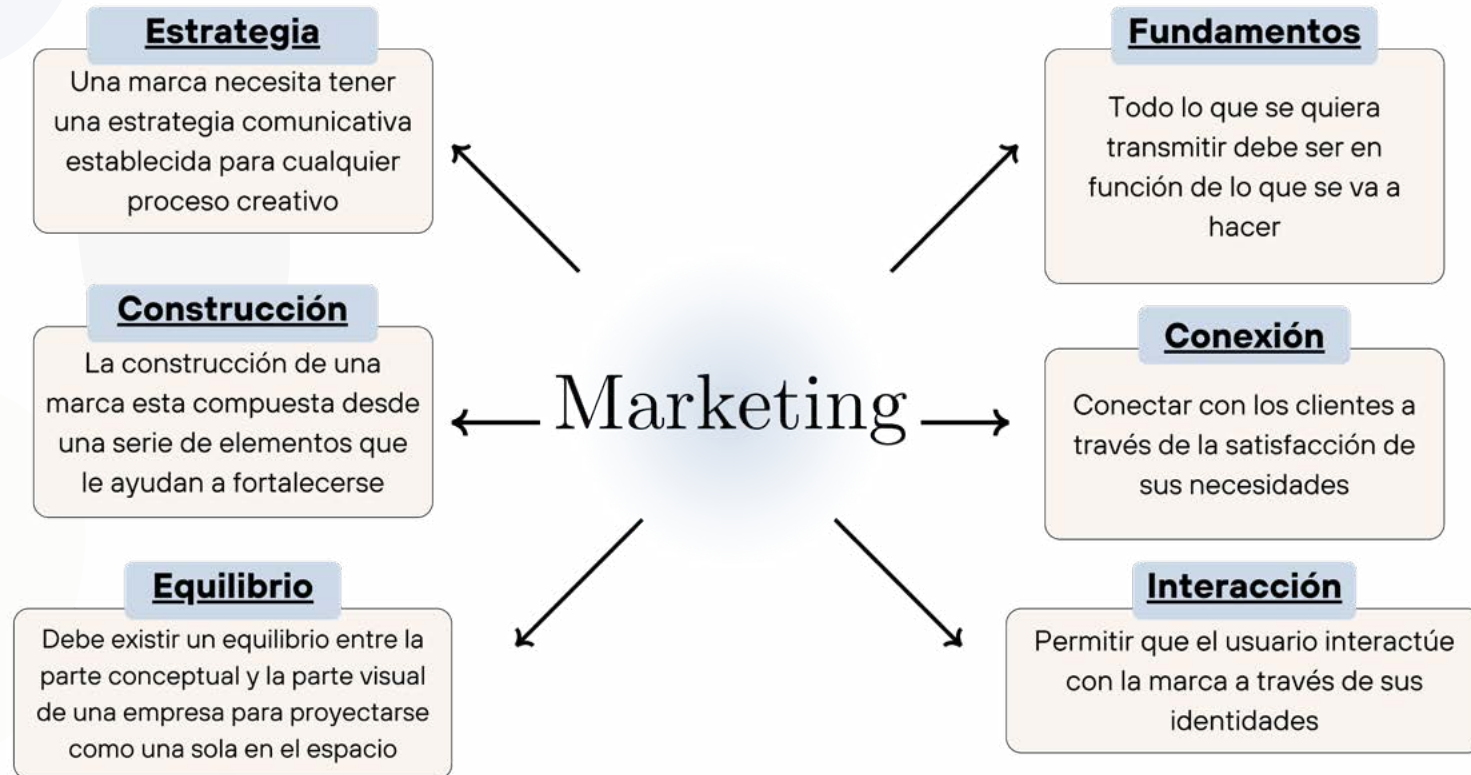 Estrategia
Una marca necesita tener
una estrategia comunicativa
establecida para cualquier
proceso creativo
Construcción
La construcción de una
marca esta compuesta desde
una serie de elementos que
le ayudan a fortalecerse
Equilibrio
Debe existir un equilibrio entre la
parte conceptual y la parte visual
de una empresa para proyectarse
como una sola en el espacio
Marketing
Fundamentos
Todo lo que se quiera
transmitir debe ser en
función de lo que se va a
hacer
Conexión
Conectar con los clientes a
través de la satisfacción de
sus necesidades
Interacción
Permitir que el usuario interactúe
con la marca a través de sus
identidades